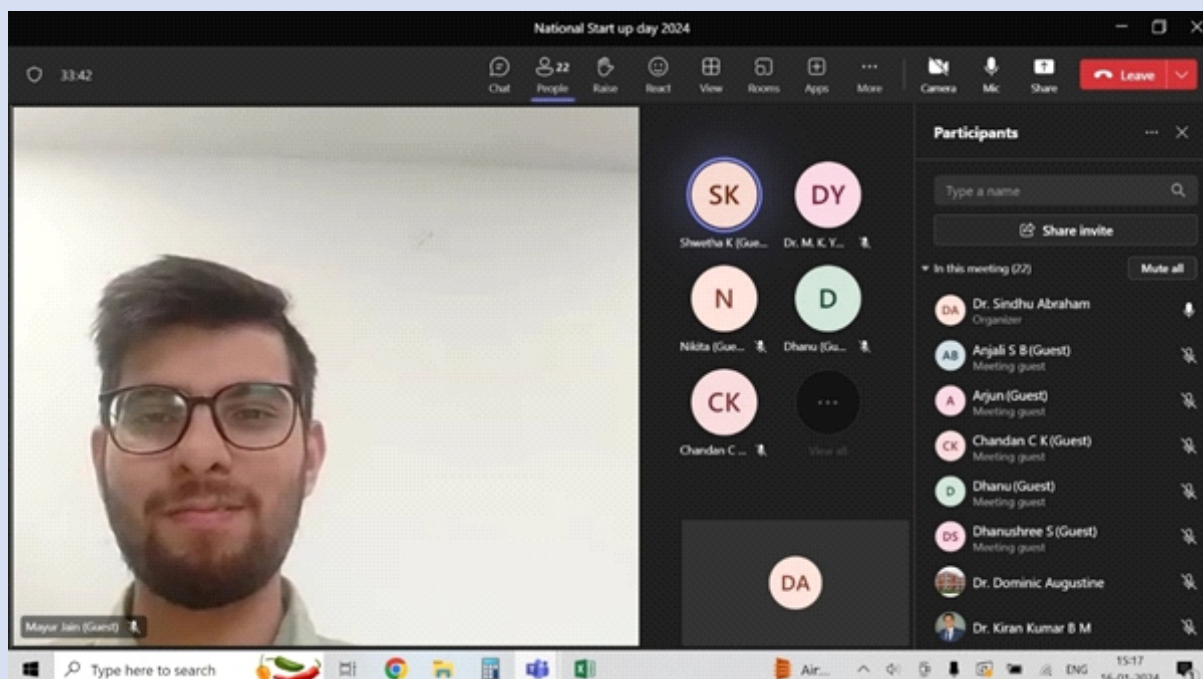 National Start up day 2024
33:42
Chat
22
People
Raise
React
View
Rooms
Apps
More
Camera
Mic
Share
Leave
Mayur Jain (Guest)
SK
Shwetha K (Gue...
DY
Dr. M. K. Y...
N
Nikita (Gue...
D
Dhanu (Gu...
CK
Chandan C ...
View all
DA
Participants
Type a name
Share invite
In this meeting (22)
Mute all
DA
Dr. Sindhu Abraham
Organizer
AB
Anjali S B (Guest)
Meeting guest
A
Arjun (Guest)
Meeting guest
CK
Chandan C K (Guest)
Meeting guest
D
Dhanu (Guest)
Meeting guest
DS
Dhanushree S (Guest)
Meeting guest
Dr. Dominic Augustine
Dr. Kiran Kumar B M
Type here to search
Air...
ENG
15:17
16-01-2024